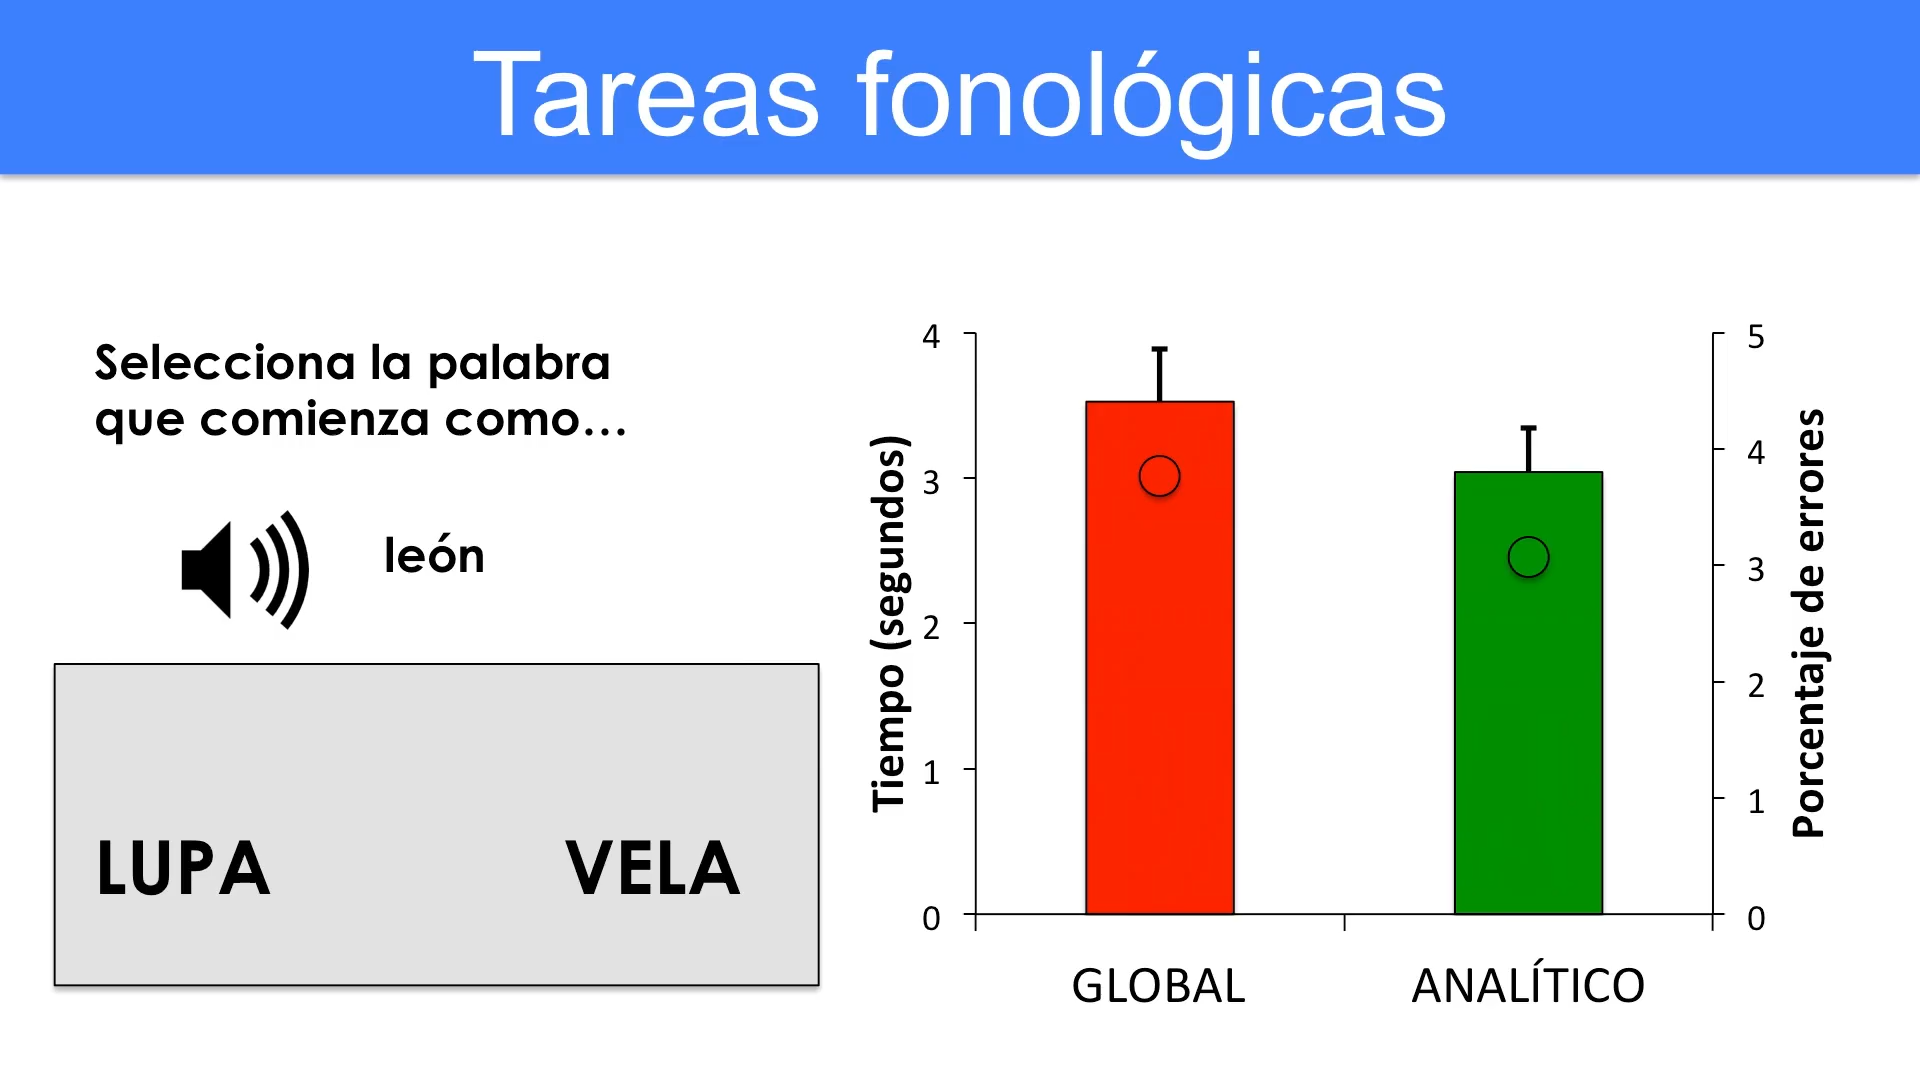 Tareas fonológicas
Selecciona la palabra
que comienza como...
león
LUPA
VELA
Tiempo (segundos)
4
3
2
1
0
5
4
3
2
1
0
Porcentaje de errores
GLOBAL
ANALÍTICO